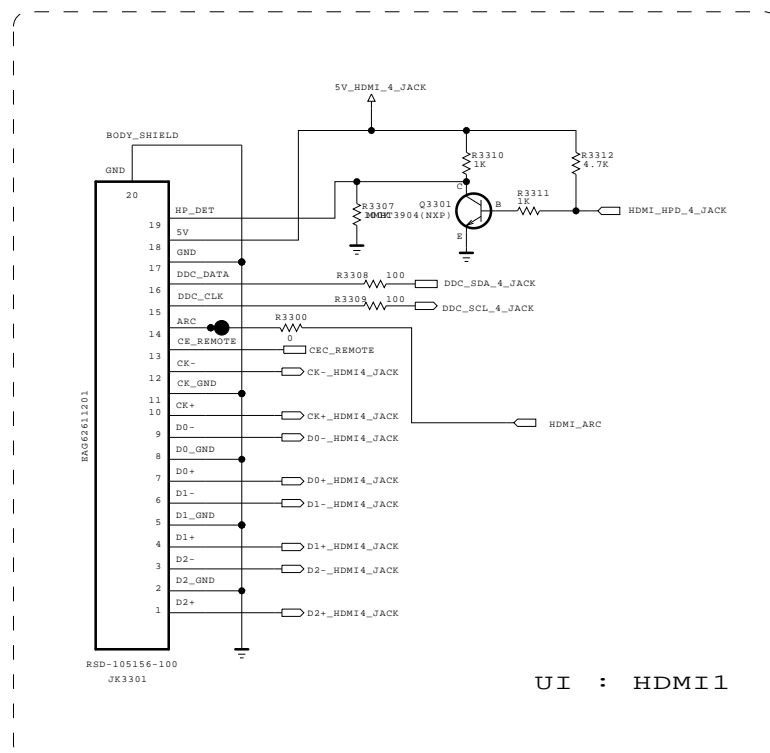 5V_HDMI_4_JACK
BODY_SHIELD
GND
20
R3310
1K
R3312
4.7K
C
R3307
Q3301
MMBT3904(NXP)
B
R3311
1K
HDMI_HPD_4_JACK
E
HP_DET
19
5V
18
GND
17
DDC_DATA
16
R3308 100
DDC_SDA_4_JACK
DDC_CLK
15
R3309 100
DDC_SCL_4_JACK
ARC
14
R3300
0
CE_REMOTE
13
CEC_REMOTE
CK-
12
CK-_HDMI4_JACK
CK_GND
11
CK+
10
CK+_HDMI4_JACK
HDMI_ARC
D0-
9
D0-_HDMI4_JACK
D0_GND
8
D0+
7
D0+_HDMI4_JACK
D1-
6
D1-_HDMI4_JACK
D1_GND
5
D1+
4
D1+_HDMI4_JACK
D2-
3
D2-_HDMI4_JACK
D2_GND
2
D2+
1
D2+_HDMI4_JACK
EAG62611201
RSD-105156-100
JK3301
UI : HDMI1